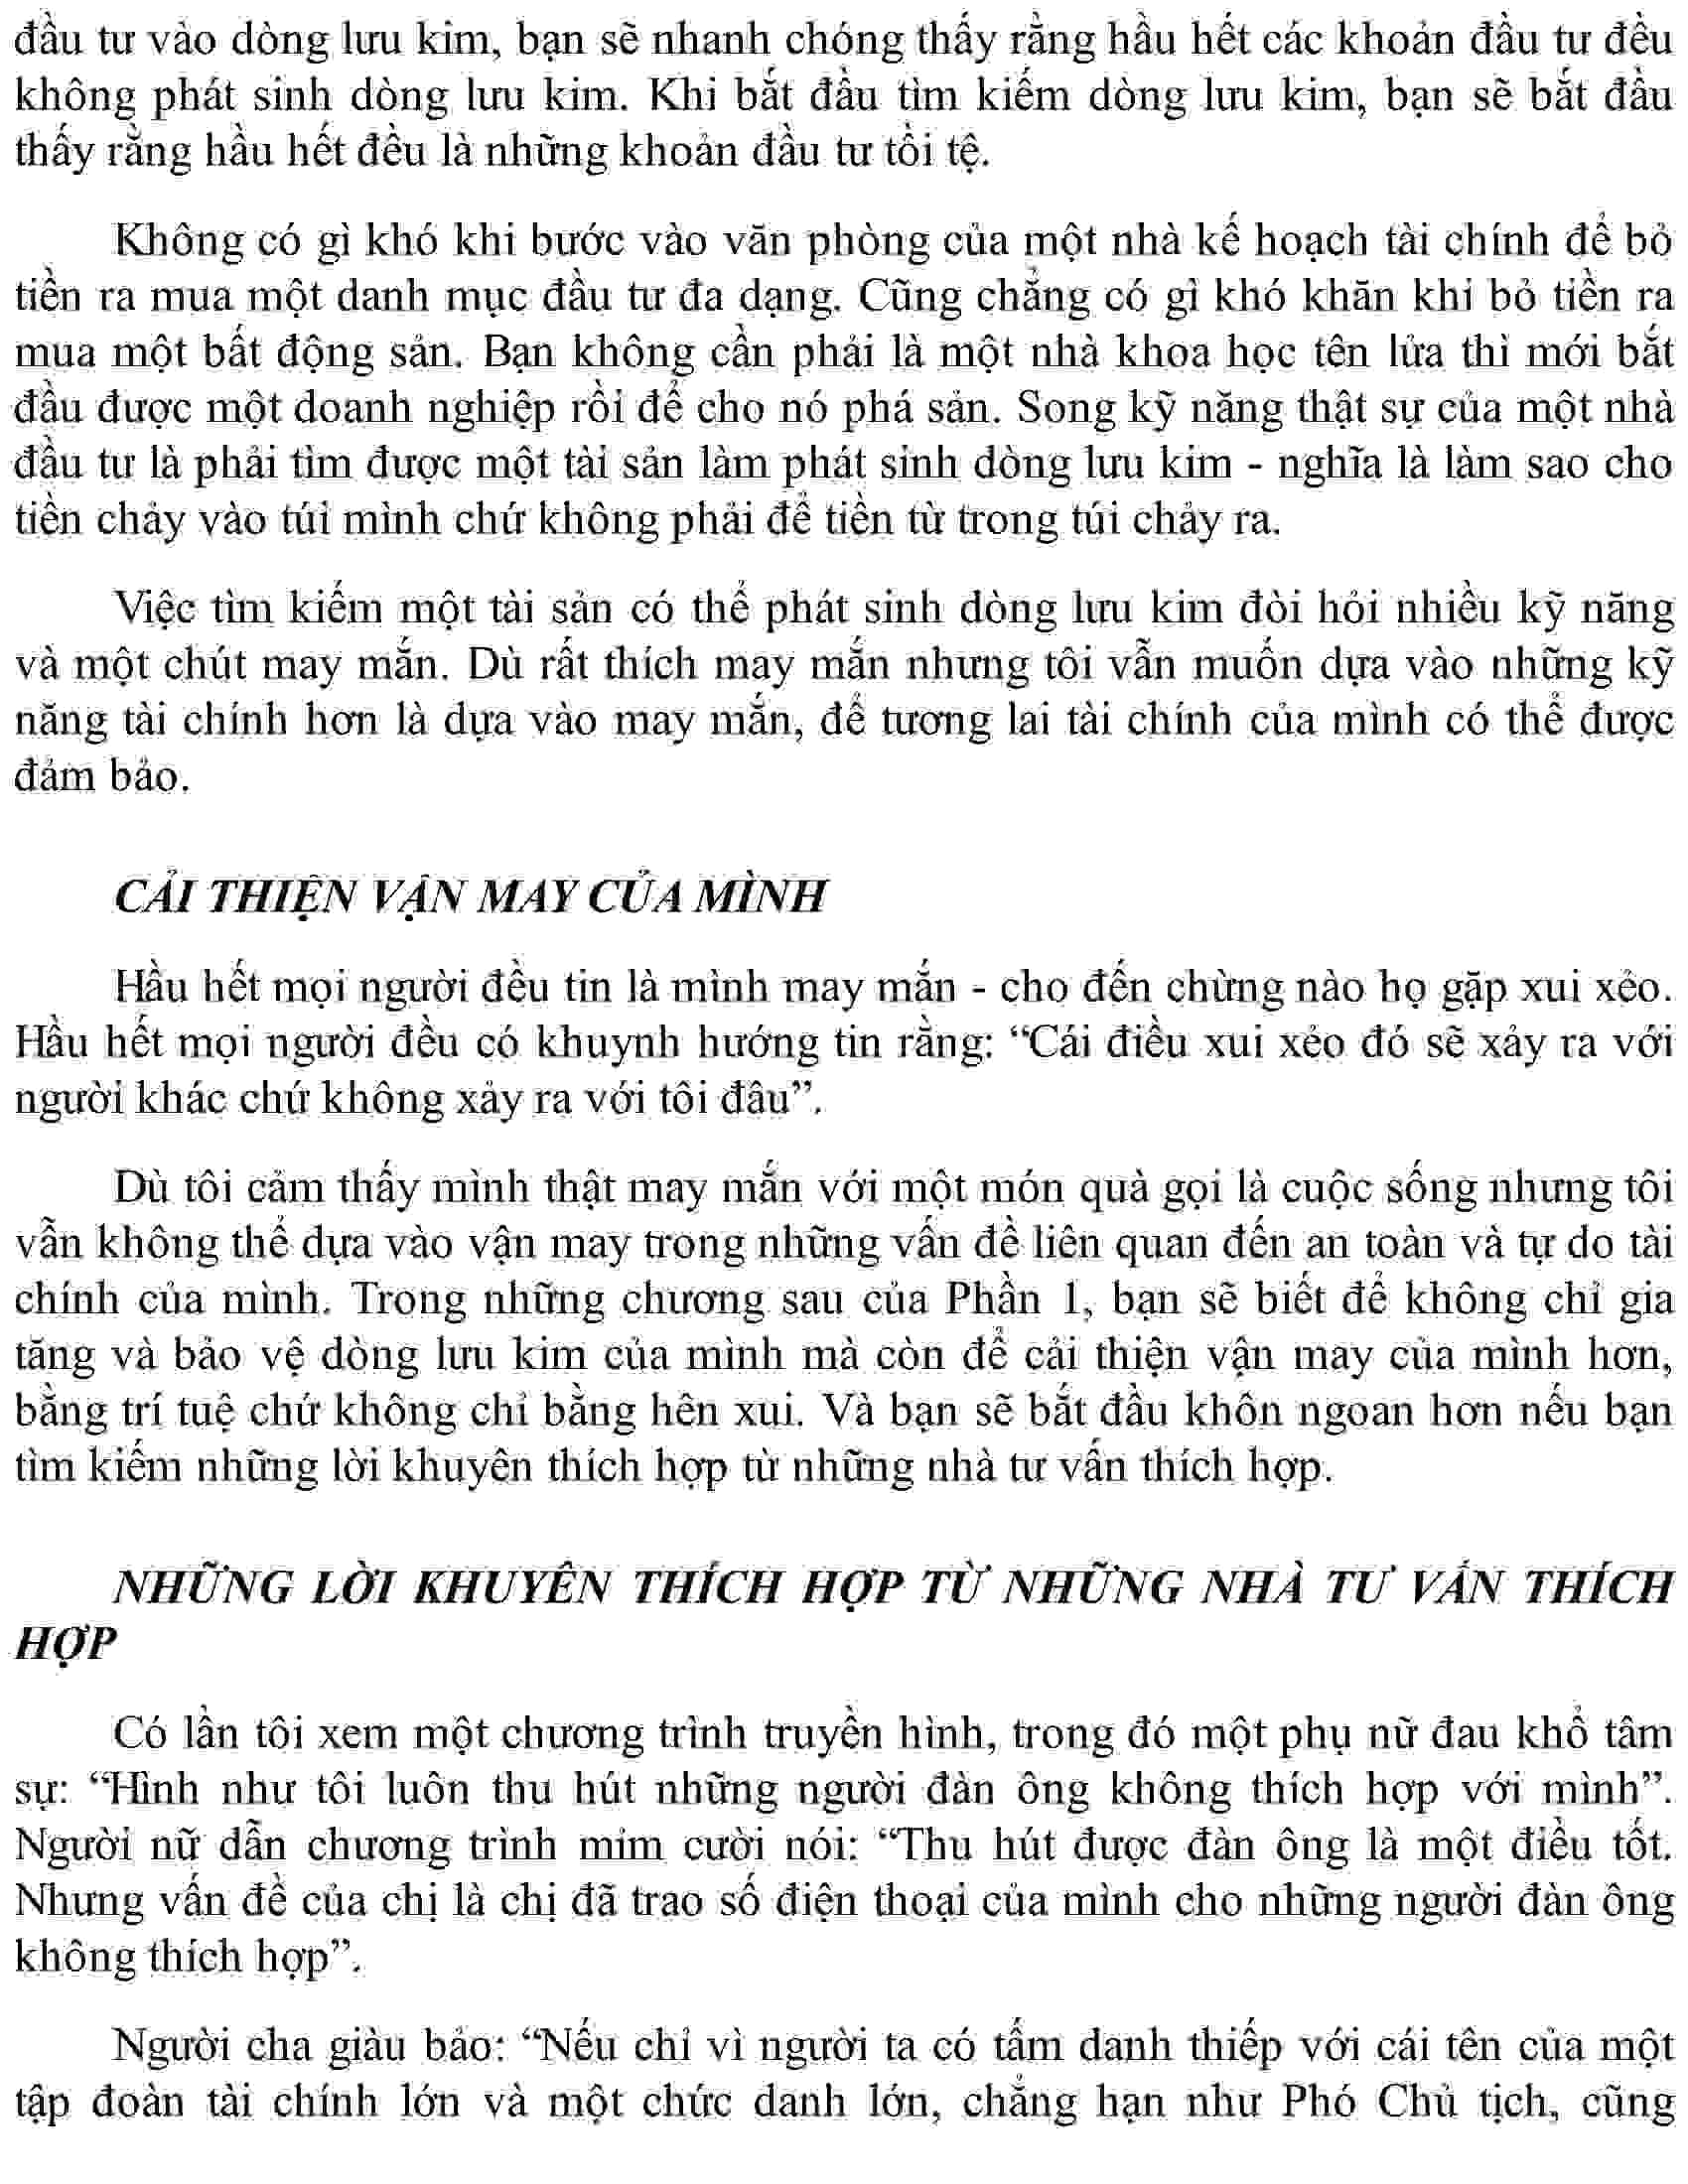 đầu tư vào dòng lưu kim, bạn sẽ nhanh chóng thấy rằng hầu hết các khoản đầu tư đều
không phát sinh dòng lưu kim. Khi bắt đầu tìm kiếm dòng lưu kim, bạn sẽ bắt đầu
thấy rằng hầu hết đều là những khoản đầu tư tồi tệ.
Không có gì khó khi bước vào văn phòng của một nhà kế hoạch tài chính để bỏ
tiền ra mua một danh mục đầu tư đa dạng. Cũng chẳng có gì khó khăn khi bỏ tiền ra
mua một bất động sản. Bạn không cần phải là một nhà khoa học tên lửa thì mới bắt
đầu được một doanh nghiệp rồi để cho nó phá sản. Song kỹ năng thật sự của một nhà
đầu tư là phải tìm được một tài sản làm phát sinh dòng lưu kim - nghĩa là làm sao cho
tiền chảy vào túi mình chứ không phải để tiền từ trong túi chảy ra.
Việc tìm kiếm một tài sản có thể phát sinh dòng lưu kim đòi hỏi nhiều kỹ năng
và một chút may mắn. Dù rất thích may mắn nhưng tôi vẫn muốn dựa vào những kỹ
năng tài chính hơn là dựa vào may mắn, để tương lai tài chính của mình có thể được
đảm bảo.
CẢI THIỆN VẬN MAY CỦA MÌNH
Hầu hết mọi người đều tin là mình may mắn - cho đến chừng nào họ gặp xui xẻo.
Hầu hết mọi người đều có khuynh hướng tin rằng: “Cái điều xui xẻo đó sẽ xảy ra với
người khác chứ không xảy ra với tôi đâu”.
Dù tôi cảm thấy mình thật may mắn với một món quà gọi là cuộc sống nhưng tôi
vẫn không thể dựa vào vận may trong những vấn đề liên quan đến an toàn và tự do tài
chính của mình. Trong những chương sau của Phần 1, bạn sẽ biết để không chỉ gia
tăng và bảo vệ dòng lưu kim của mình mà còn để cải thiện vận may của mình hơn,
bằng trí tuệ chứ không chỉ bằng hên xui. Và bạn sẽ bắt đầu khôn ngoan hơn nếu bạn
tìm kiếm những lời khuyên thích hợp từ những nhà tư vấn thích hợp.
NHỮNG LỜI KHUYÊN THÍCH HỢP TỪ NHỮNG NHÀ TƯ VẤN THÍCH
HỢP
Có lần tôi xem một chương trình truyền hình, trong đó một phụ nữ đau khổ tâm
sự: “Hình như tôi luôn thu hút những người đàn ông không thích hợp với mình”.
Người nữ dẫn chương trình mỉm cười nói: “Thu hút được đàn ông là một điều tốt.
Nhưng vấn đề của chị là chị đã trao số điện thoại của mình cho những người đàn ông
không thích hợp”.
Người cha giàu bảo: “Nếu chỉ vì người ta có tấm danh thiếp với cái tên của một
tập đoàn tài chính lớn và một chức danh lớn, chẳng hạn như Phó Chủ tịch, cũng